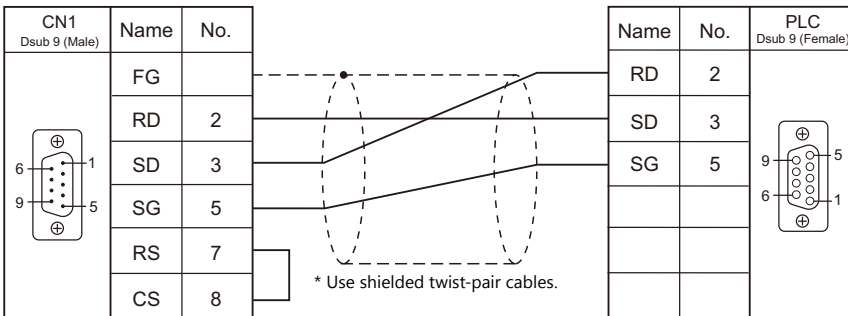 CN1
Dsub 9 (Male)
Name
No.
Name
No.
PLC
Dsub 9 (Female)
FG
RD
2
RD
2
SD
3
SD
3
SG
5
SG
5
RS
7
CS
8
6
1
9
5
9
5
6
1
* Use shielded twist-pair cables.